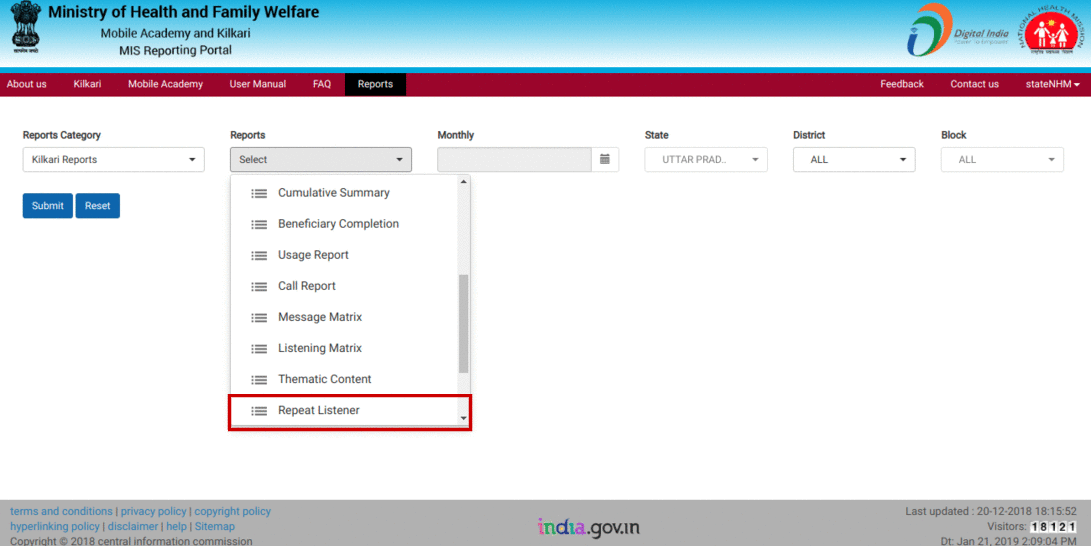 Ministry of Health and Family Welfare
Mobile Academy and Kilkari
MIS Reporting Portal
Digital India
Power To Empower
NATIONAL HEALTH MISSION
About us Kilkari Mobile Academy User Manual FAQ Reports Feedback Contact us stateNHM
Reports Category Reports Monthly State District Block
Kilkari Reports Select UTTAR PRAD.. ALL ALL
Submit Reset
Cumulative Summary
Beneficiary Completion
Usage Report
Call Report
Message Matrix
Listening Matrix
Thematic Content
Repeat Listener
terms and conditions | privacy policy | copyright policy
hyperlinking policy | disclaimer | help | Sitemap
Copyright © 2018 central information commission
india.gov.in
Last updated : 20-12-2018 18:15:52
Visitors: 18121
Dt: Jan 21, 2019 2:09:04 PM